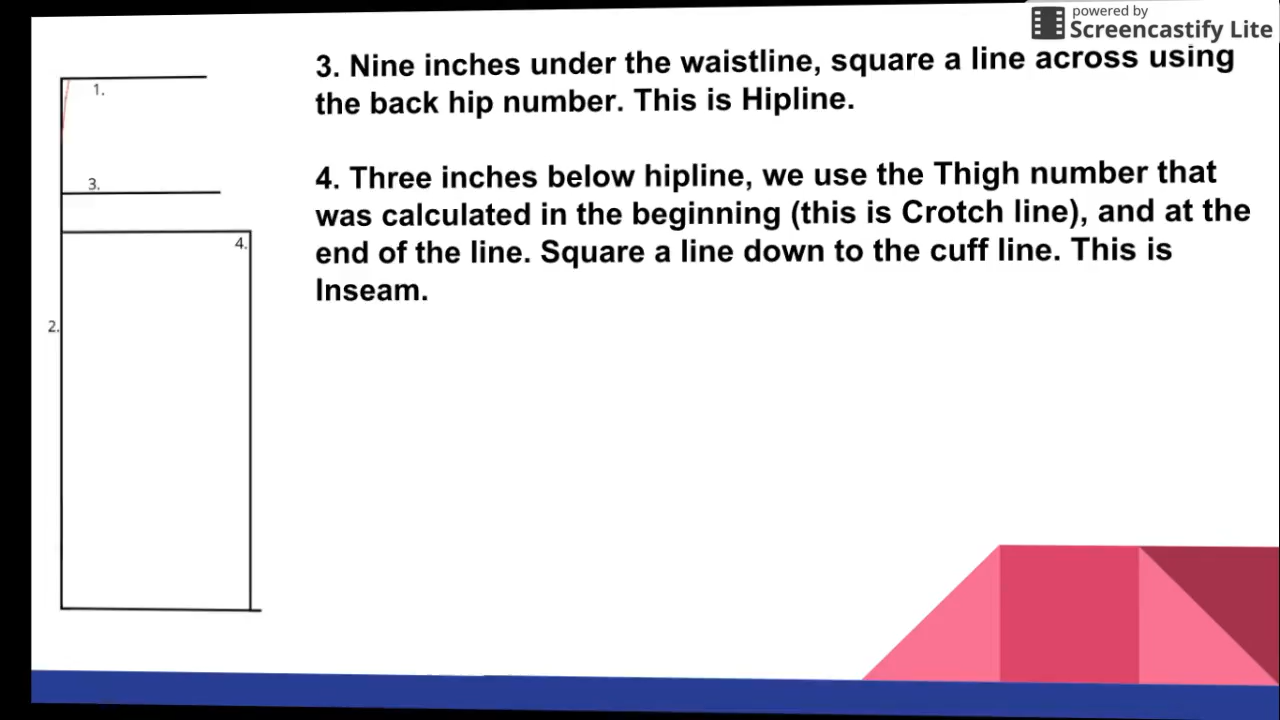 powered by
Screencastify Lite
3. Nine inches under the waistline, square a line across using
the back hip number. This is Hipline.
4. Three inches below hipline, we use the Thigh number that
was calculated in the beginning (this is Crotch line), and at the
end of the line. Square a line down to the cuff line. This is
Inseam.
1.
3.
4.
2.